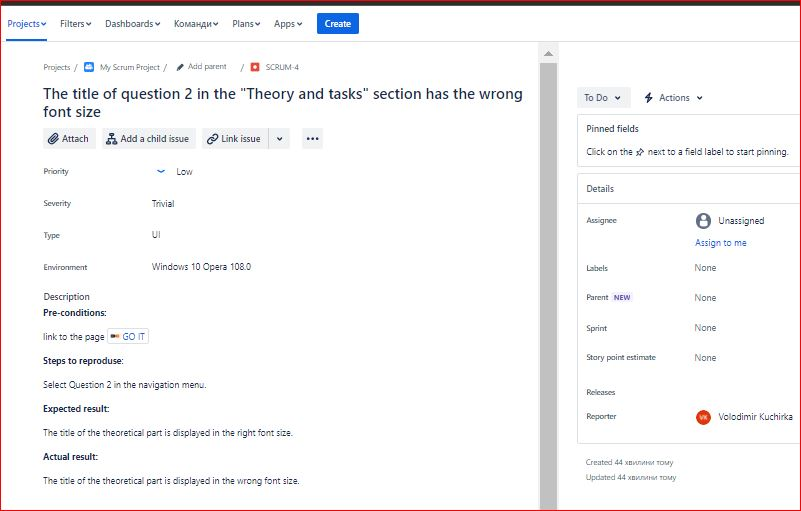 Projects Filters Dashboards Команди Plans Apps Create
Projects / My Scrum Project / Add parent / SCRUM-4
The title of question 2 in the "Theory and tasks" section has the wrong
font size
Attach Add a child issue Link issue
Priority Low
Severity Trivial
Type UI
Environment Windows 10 Opera 108.0
Description
Pre-conditions:
link to the page GO IT
Steps to reproduse:
Select Question 2 in the navigation menu.
Expected result:
The title of the theoretical part is displayed in the right font size.
Actual result:
The title of the theoretical part is displayed in the wrong font size.
To Do Actions
Pinned fields
Click on the next to a field label to start pinning.
Details
Assignee Unassigned
Assign to me
Labels None
Parent NEW None
Sprint None
Story point estimate None
Releases
Reporter VK Volodimir Kuchirka
Created 44 хвилини тому
Updated 44 хвилини тому